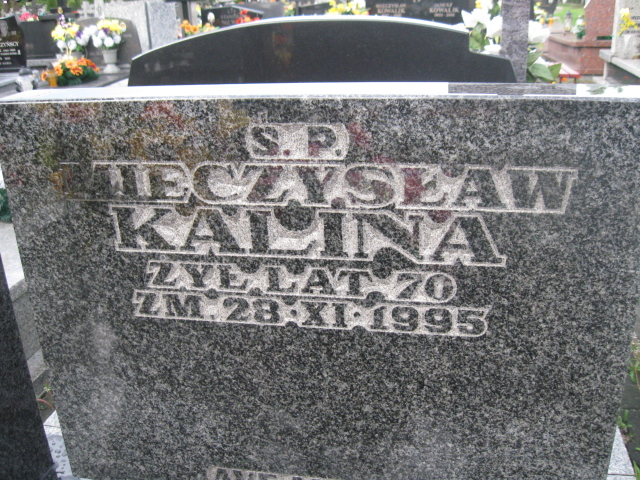 Ś. P.
MIECZYSŁAW
KALINA
ŻYŁ LAT 70
ZM. 28·XI·1995